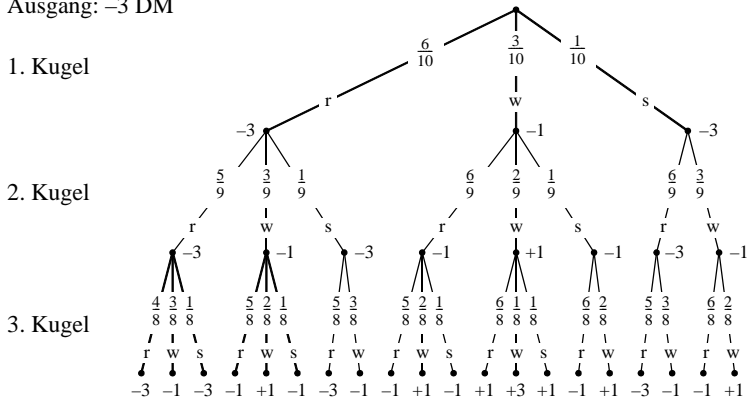 Ausgang: –3 DM
6/10 3/10 1/10
1. Kugel
r w s
–3 –1 –3
5/9 3/9 1/9 6/9 2/9 1/9 6/9 3/9
2. Kugel
r w s r w s r w
–3 –1 –3 –1 +1 –1 –3 –1
4/8 3/8 1/8 5/8 2/8 1/8 5/8 3/8 5/8 2/8 1/8 6/8 1/8 1/8 6/8 2/8 5/8 3/8 6/8 2/8
3. Kugel
r w s r w s r w r w s r w s r w r w r w
–3 –1 –3 –1 +1 –1 –3 –1 –1 +1 –1 +1 +3 +1 –1 +1 –3 –1 –1 +1